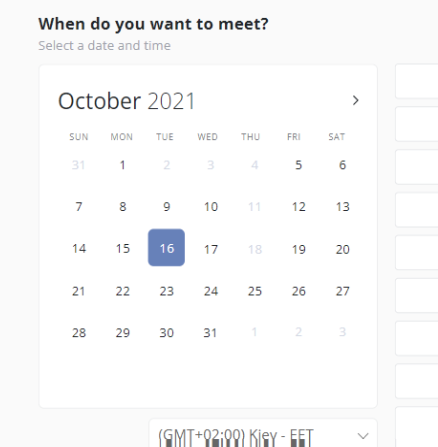 When do you want to meet?
Select a date and time
October 2021
SUN MON TUE WED THU FRI SAT
31 1 2 3 4 5 6
7 8 9 10 11 12 13
14 15 16 17 18 19 20
21 22 23 24 25 26 27
28 29 30 31 1 2 3
(GMT+02:00) Kiev - EET